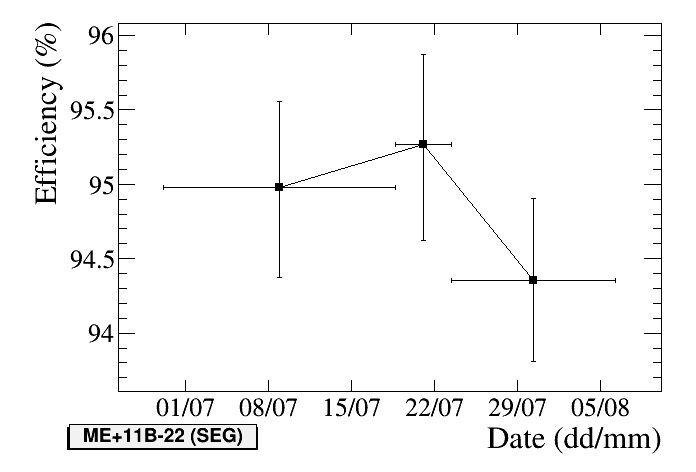 Efficiency (%)
96
95.5
95
94.5
94
01/07 08/07 15/07 22/07 29/07 05/08
ME+11B-22 (SEG)
Date (dd/mm)